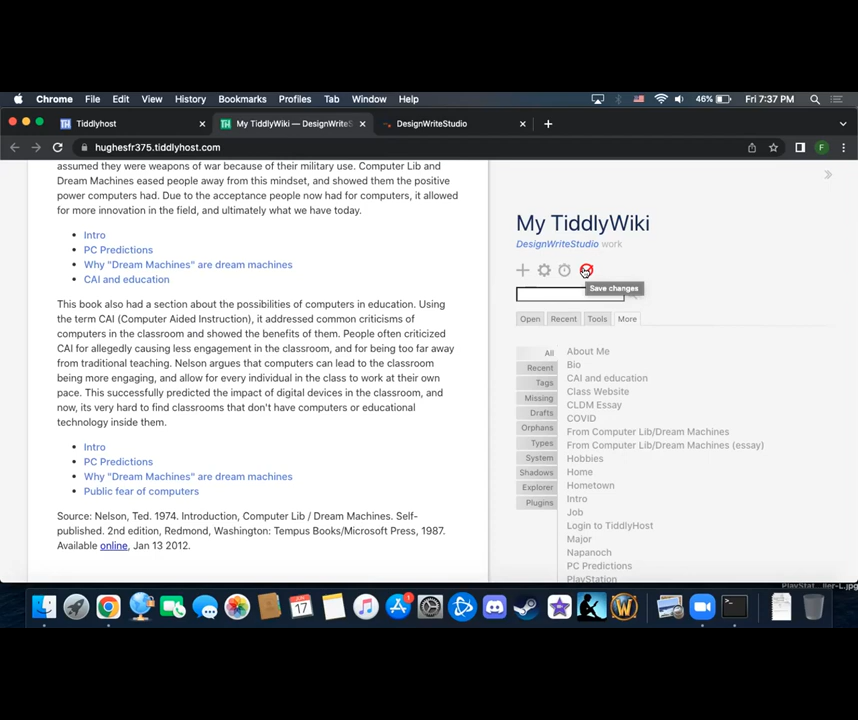 Chrome File Edit View History Bookmarks Profiles Tab Window Help 46% Fri 7:37 PM
Tiddlyhost
My TiddlyWiki — DesignWriteS
DesignWriteStudio
hughesfr375.tiddlyhost.com
F
assumed they were weapons of war because of their military use. Computer Lib and
Dream Machines eased people away from this mindset, and showed them the positive
power computers had. Due to the acceptance people now had for computers, it allowed
for more innovation in the field, and ultimately what we have today.
Intro
PC Predictions
Why "Dream Machines" are dream machines
CAI and education
This book also had a section about the possibilities of computers in education. Using
the term CAI (Computer Aided Instruction), it addressed common criticisms of
computers in the classroom and showed the benefits of them. People often criticized
CAI for allegedly causing less engagement in the classroom, and for being too far away
from traditional teaching. Nelson argues that computers can lead to the classroom
being more engaging, and allow for every individual in the class to work at their own
pace. This successfully predicted the impact of digital devices in the classroom, and
now, its very hard to find classrooms that don't have computers or educational
technology inside them.
Intro
PC Predictions
Why "Dream Machines" are dream machines
Public fear of computers
Source: Nelson, Ted. 1974. Introduction, Computer Lib / Dream Machines. Self-
published. 2nd edition, Redmond, Washington: Tempus Books/Microsoft Press, 1987.
Available online, Jan 13 2012.
My TiddlyWiki
DesignWriteStudio work
Save changes
Open Recent Tools More
All
Recent
Tags
Missing
Drafts
Orphans
Types
System
Shadows
Explorer
Plugins
About Me
Bio
CAI and education
Class Website
CLDM Essay
COVID
From Computer Lib/Dream Machines
From Computer Lib/Dream Machines (essay)
Hobbies
Home
Hometown
Intro
Job
Login to TiddlyHost
Major
Napanoch
PC Predictions
PlayStation
PlayStat...ller-L.jpg
JUN
17
1